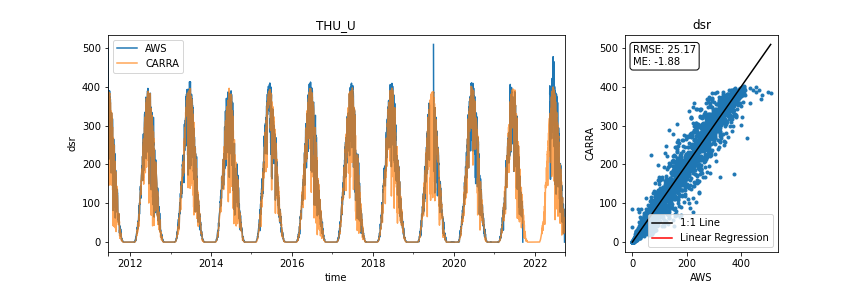 THU_U
AWS
CARRA
dsr
500
400
300
200
100
0
2012
2014
2016
2018
2020
2022
time
dsr
RMSE: 25.17
ME: -1.88
CARRA
500
400
300
200
100
0
1:1 Line
Linear Regression
0
200
400
AWS